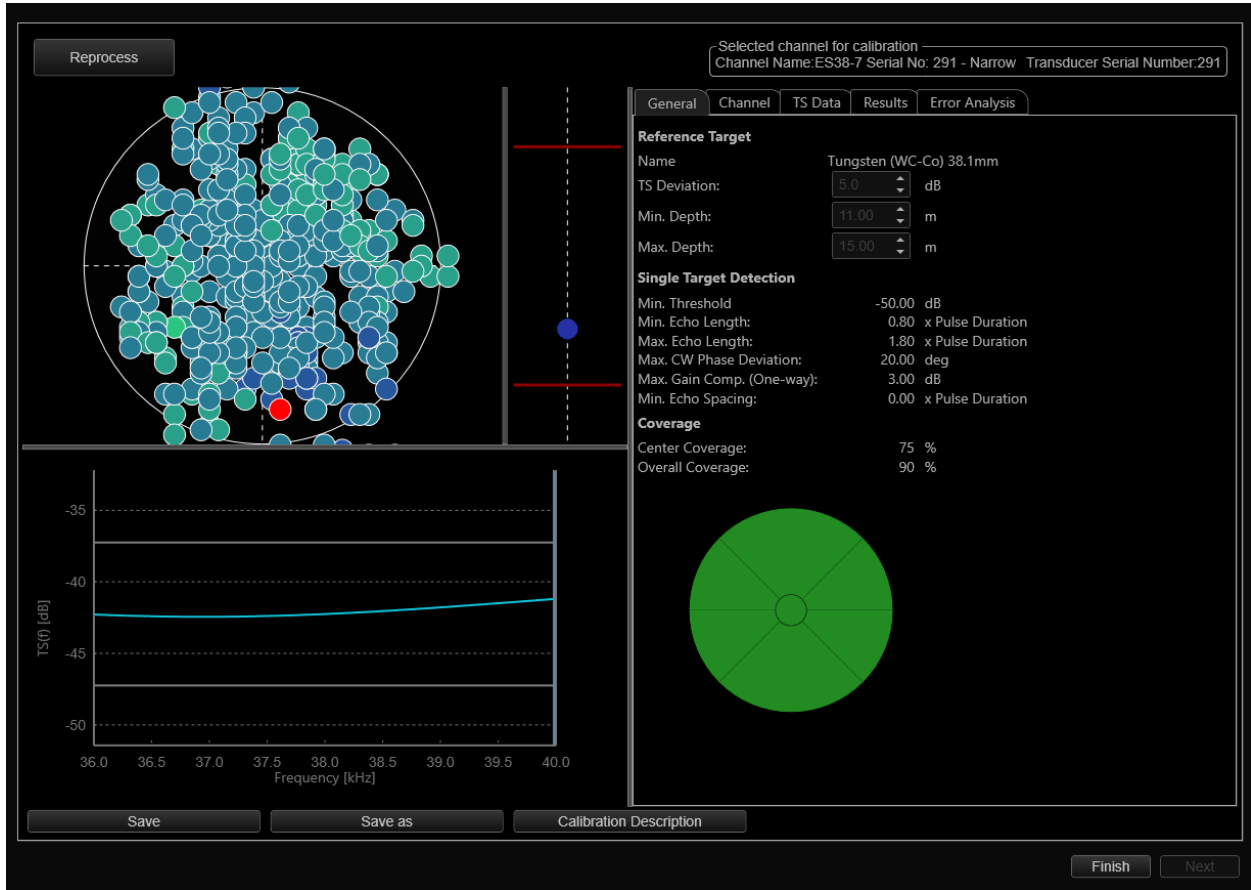 Reprocess
Selected channel for calibration
Channel Name:ES38-7 Serial No: 291 - Narrow Transducer Serial Number:291
General Channel TS Data Results Error Analysis
Reference Target
Name Tungsten (WC-Co) 38.1mm
TS Deviation: 5.0 dB
Min. Depth: 11.00 m
Max. Depth: 15.00 m
Single Target Detection
Min. Threshold -50.00 dB
Min. Echo Length: 0.80 x Pulse Duration
Max. Echo Length: 1.80 x Pulse Duration
Max. CW Phase Deviation: 20.00 deg
Max. Gain Comp. (One-way): 3.00 dB
Min. Echo Spacing: 0.00 x Pulse Duration
Coverage
Center Coverage: 75 %
Overall Coverage: 90 %
TS(f) [dB]
-35
-40
-45
-50
36.0 36.5 37.0 37.5 38.0 38.5 39.0 39.5 40.0
Frequency [kHz]
Save Save as Calibration Description
Finish Next